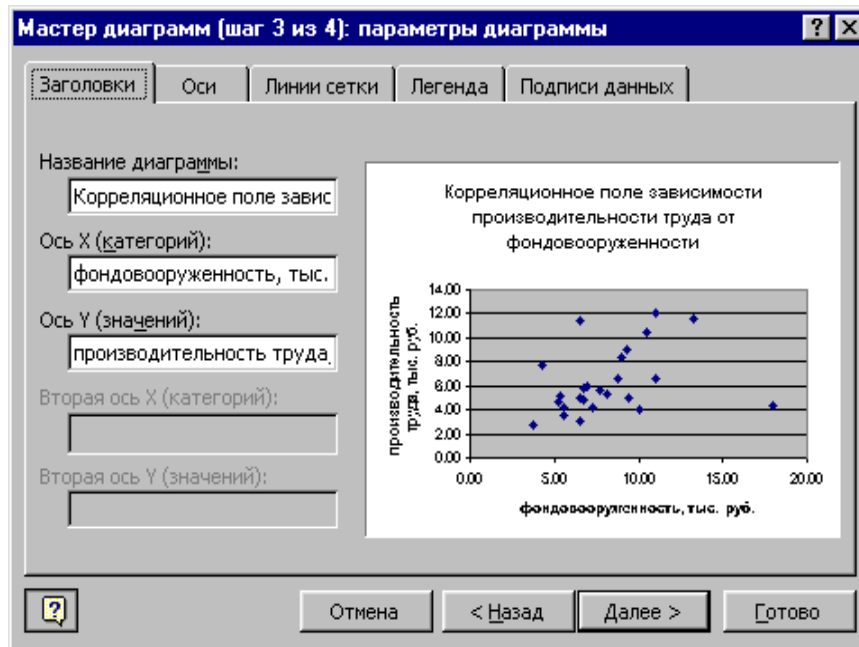 Мастер диаграмм (шаг 3 из 4): параметры диаграммы
Заголовки
Оси
Линии сетки
Легенда
Подписи данных
Название диаграммы:
Корреляционное поле завис
Ось X (категорий):
фондовооруженность, тыс.
Ось Y (значений):
производительность труда,
Вторая ось X (категорий):
Вторая ось Y (значений):
Корреляционное поле зависимости
производительности труда от
фондовооруженности
производительность
труда, тыс. руб.
14.00
12.00
10.00
8.00
6.00
4.00
2.00
0.00
0.00 5.00 10.00 15.00 20.00
фондовооруженность, тыс. руб.
Отмена
< Назад
Далее >
Готово